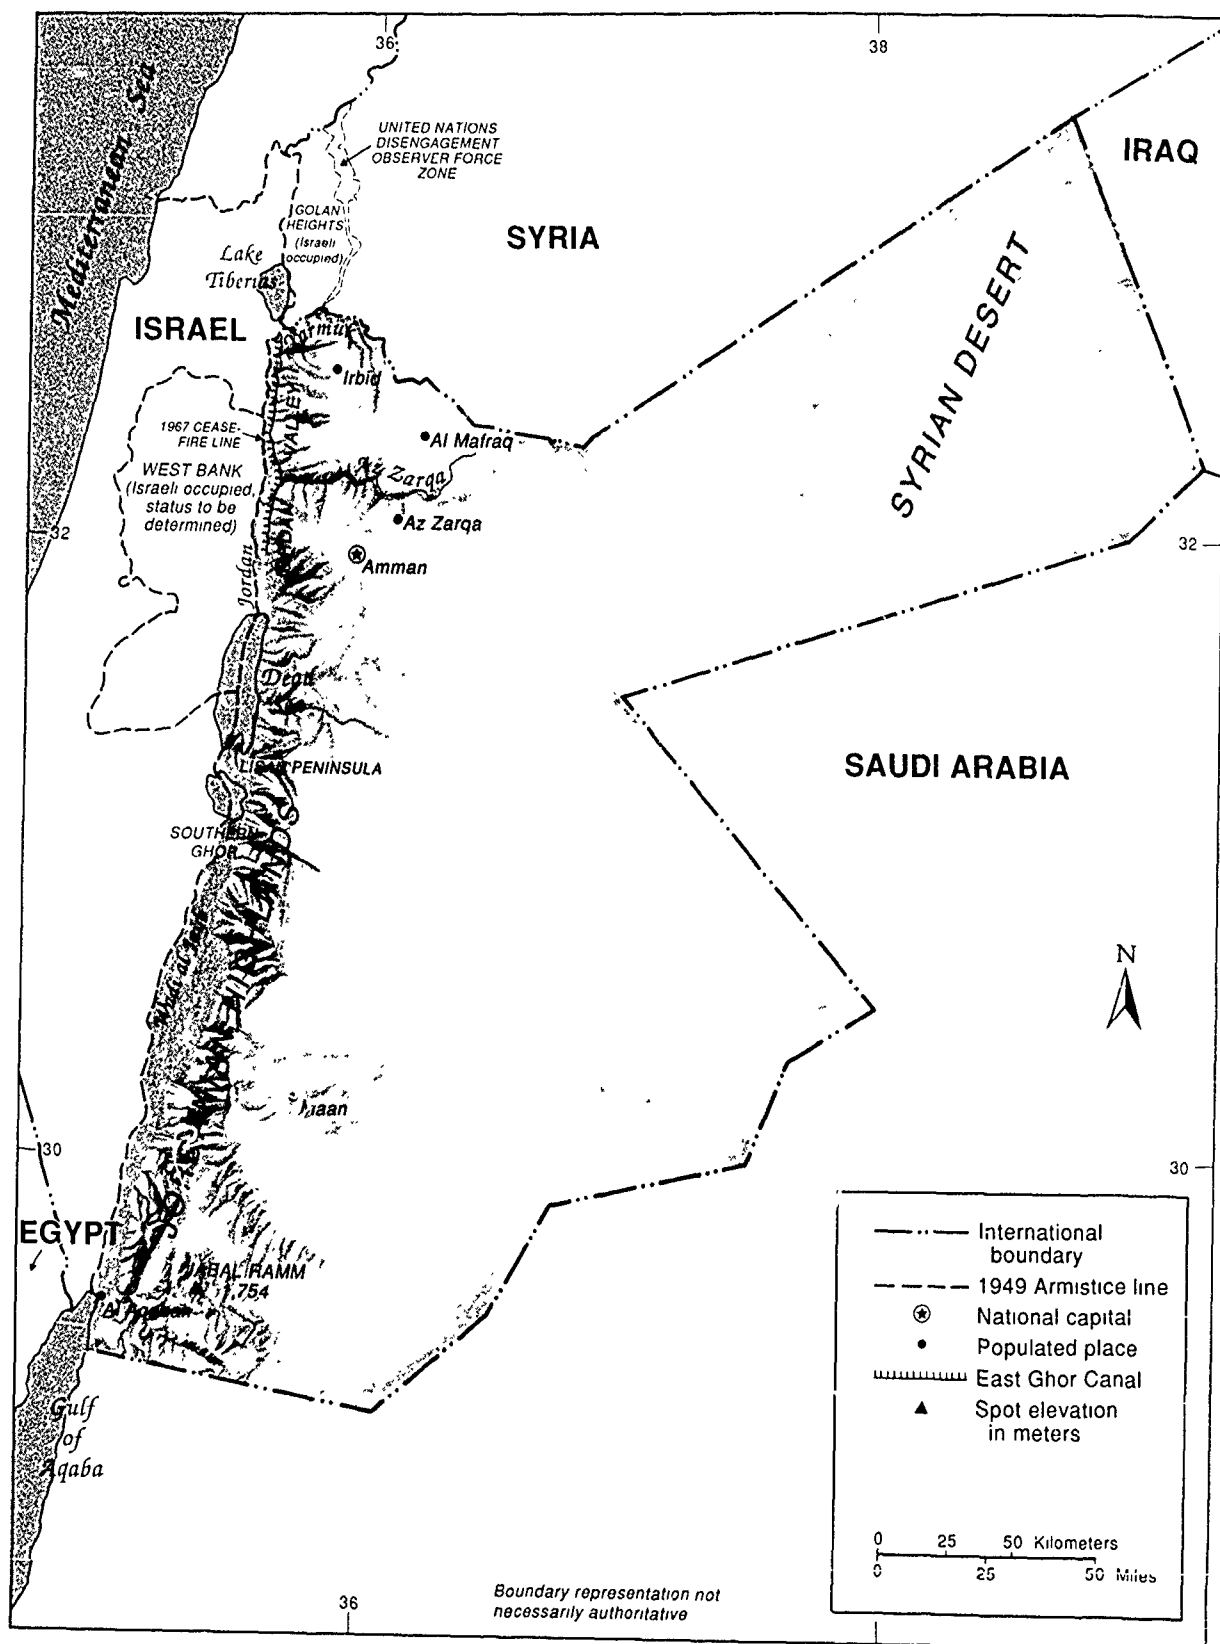 36
38
Mediterranean Sea
UNITED NATIONS
DISENGAGEMENT
OBSERVER FORCE
ZONE
IRAQ
GOLAN
HEIGHTS
(Israeli
occupied)
SYRIA
Lake
Tiberias
SYRIAN DESERT
ISRAEL
Irbid
1967 CEASE-
FIRE LINE
VALLEY
Al Mafraq
WEST BANK
(Israeli occupied,
status to be
determined)
Az Zarqa
Az Zarqa
32
32
Amman
Jordan
Dead
LISAN PENINSULA
SAUDI ARABIA
SOUTHERN
GHOR
N
30
30
EGYPT
JABAL RAMM
1,754
Gulf
of
Aqaba
International
boundary
1949 Armistice line
National capital
Populated place
East Ghor Canal
Spot elevation
in meters
0 25 50 Kilometers
0 25 50 Miles
36
Boundary representation not
necessarily authoritative